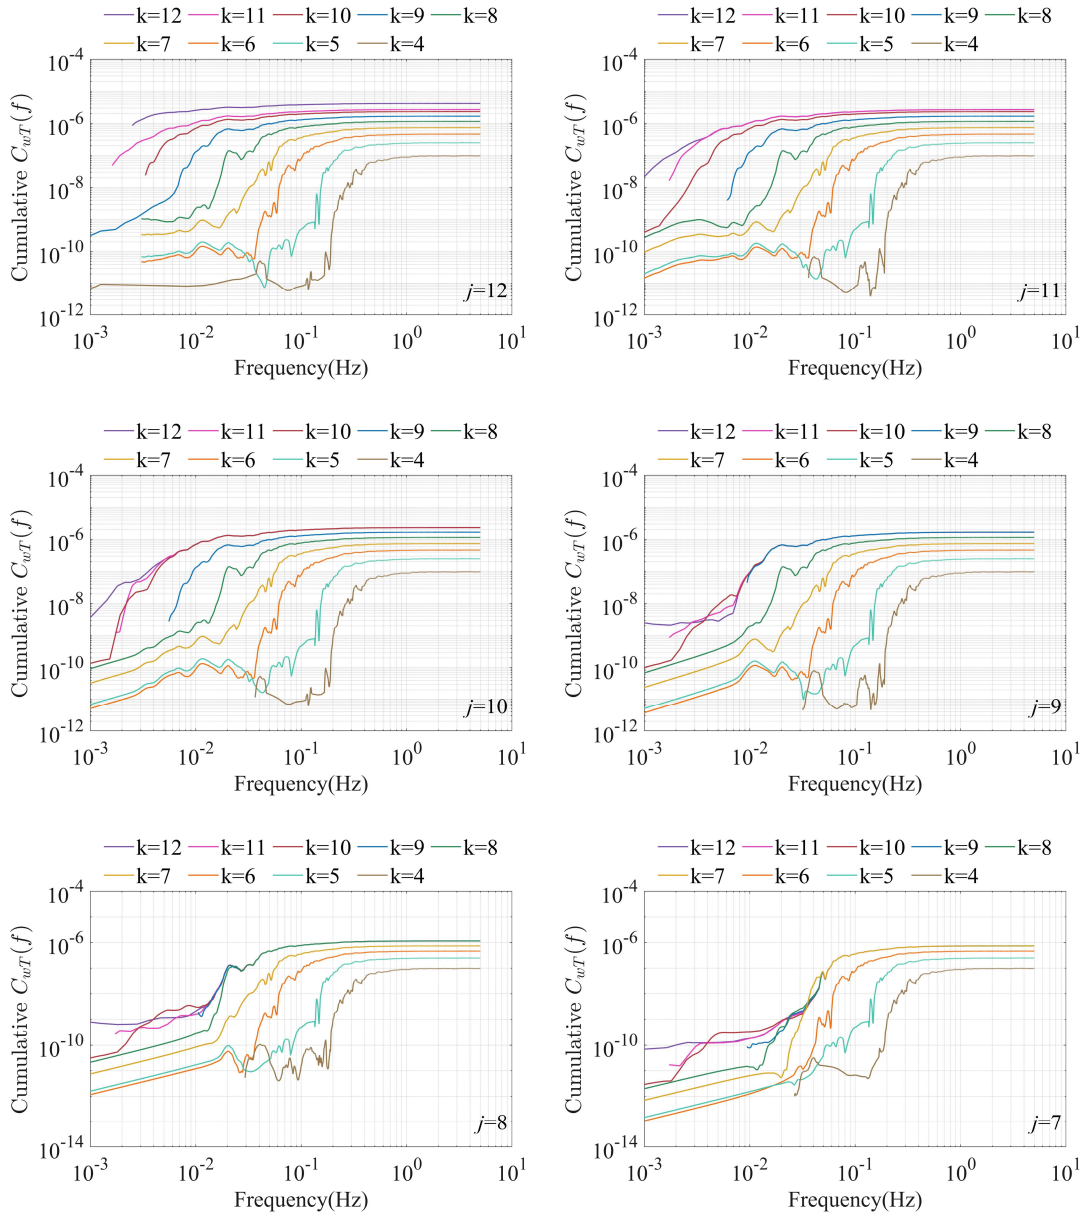 k=12 k=11 k=10 k=9 k=8
k=7 k=6 k=5 k=4
10^-4
10^-6
10^-8
10^-10
10^-12
Cumulative C_wT(f)
j=12
10^-3 10^-2 10^-1 10^0 10^1
Frequency(Hz)
k=12 k=11 k=10 k=9 k=8
k=7 k=6 k=5 k=4
10^-4
10^-6
10^-8
10^-10
10^-12
Cumulative C_wT(f)
j=11
10^-3 10^-2 10^-1 10^0 10^1
Frequency(Hz)
k=12 k=11 k=10 k=9 k=8
k=7 k=6 k=5 k=4
10^-4
10^-6
10^-8
10^-10
10^-12
Cumulative C_wT(f)
j=10
10^-3 10^-2 10^-1 10^0 10^1
Frequency(Hz)
k=12 k=11 k=10 k=9 k=8
k=7 k=6 k=5 k=4
10^-4
10^-6
10^-8
10^-10
10^-12
Cumulative C_wT(f)
j=9
10^-3 10^-2 10^-1 10^0 10^1
Frequency(Hz)
k=12 k=11 k=10 k=9 k=8
k=7 k=6 k=5 k=4
10^-4
10^-6
10^-10
10^-14
Cumulative C_wT(f)
j=8
10^-3 10^-2 10^-1 10^0 10^1
Frequency(Hz)
k=12 k=11 k=10 k=9 k=8
k=7 k=6 k=5 k=4
10^-4
10^-6
10^-10
10^-14
Cumulative C_wT(f)
j=7
10^-3 10^-2 10^-1 10^0 10^1
Frequency(Hz)